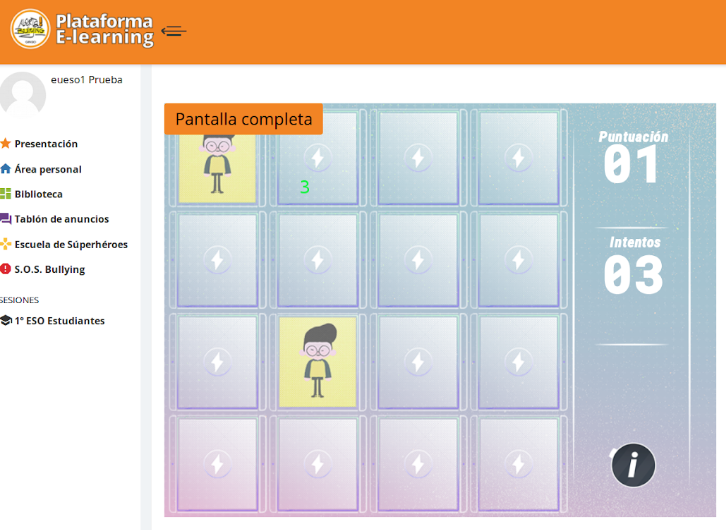 Plataforma
E-learning
eueso1 Prueba
Presentación
Área personal
Biblioteca
Tablón de anuncios
Escuela de Súperhéroes
S.O.S. Bullying
SESIONES
1º ESO Estudiantes
Pantalla completa
3
Puntuación
01
Intentos
03
i